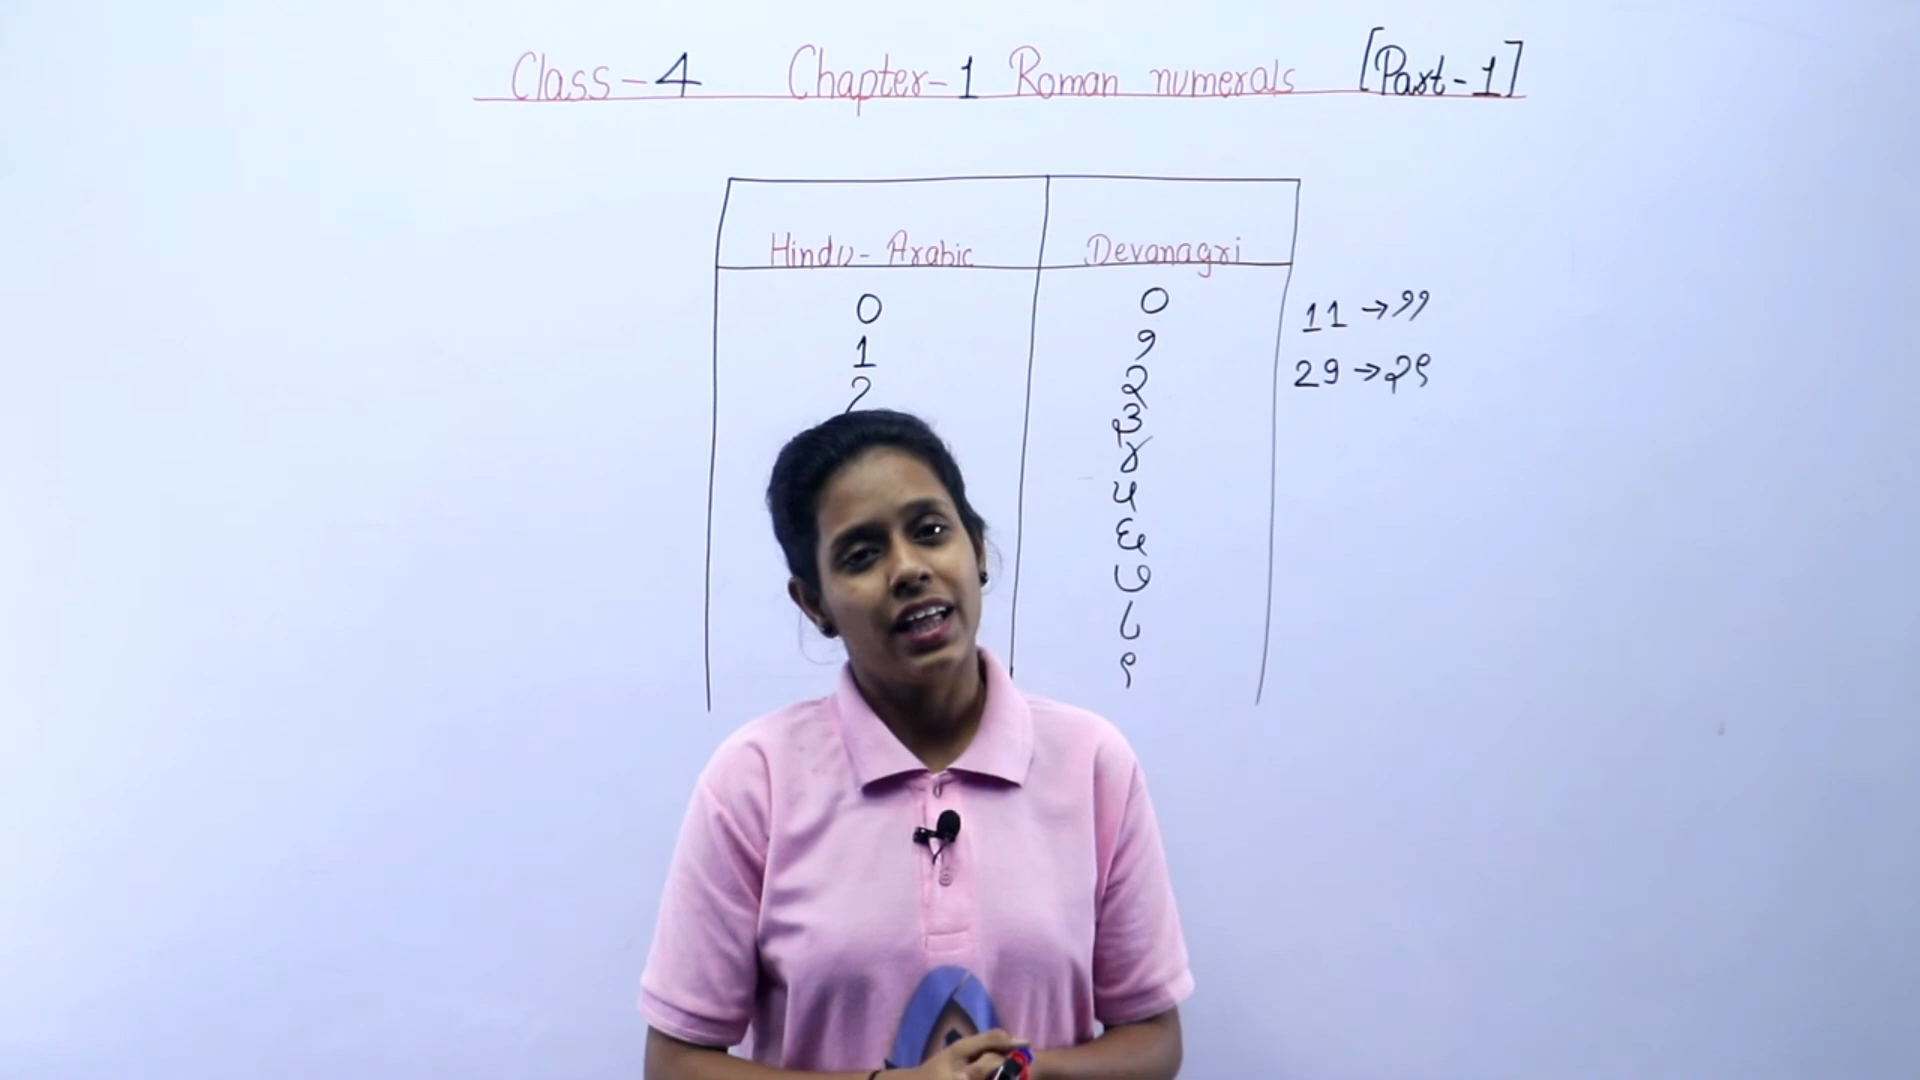 Class-4 Chapter-1 Roman numerals [Part-1]
Hindu-Arabic Devanagri
0 ०
1 १
2 २
३
४
५
६
७
८
९
11 → ११
29 → २९